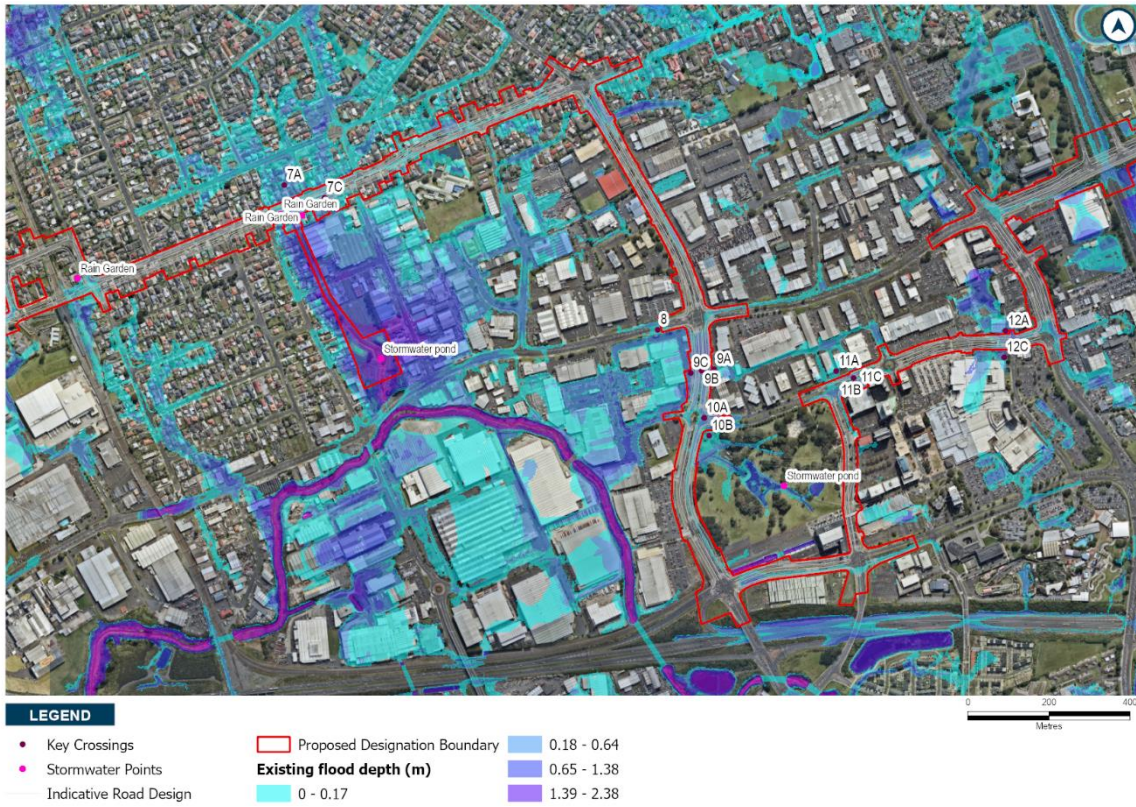 7A
7C
Rain Garden
Rain Garden
Rain Garden
Stormwater pond
8
9C
9A
9B
10A
10B
11A
11C
11B
12A
12C
Stormwater pond
LEGEND
Key Crossings
Stormwater Points
Indicative Road Design
Proposed Designation Boundary
Existing flood depth (m)
0 - 0.17
0.18 - 0.64
0.65 - 1.38
1.39 - 2.38
0 200 400
Metres